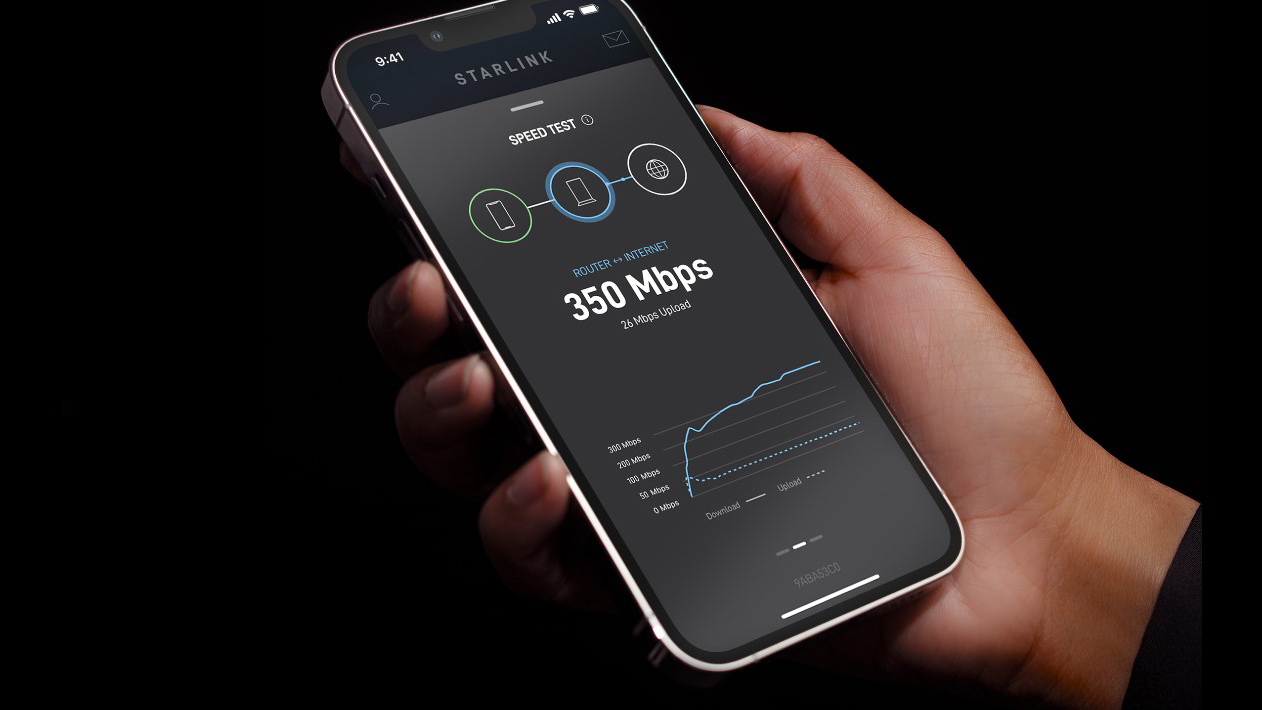 9:41
STARLINK
SPEED TEST
ROUTER ↔ INTERNET
350 Mbps
26 Mbps Upload
300 Mbps
200 Mbps
100 Mbps
50 Mbps
0 Mbps
Download
Upload
9ABA53C0